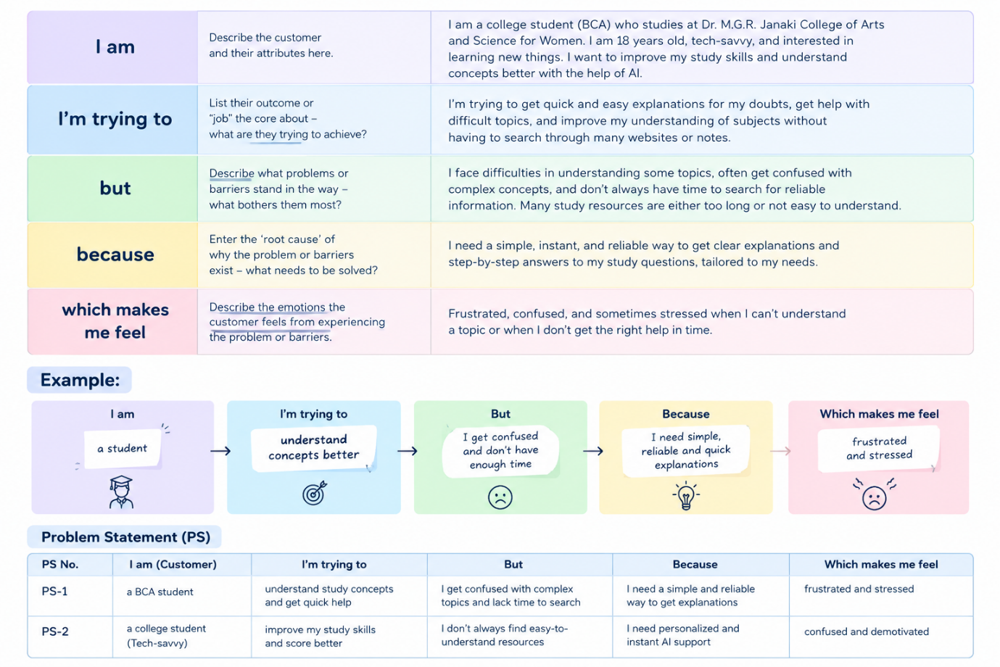 I am
Describe the customer
and their attributes here.
I am a college student (BCA) who studies at Dr. M.G.R. Janaki College of Arts
and Science for Women. I am 18 years old, tech-savvy, and interested in
learning new things. I want to improve my study skills and understand
concepts better with the help of AI.
I'm trying to
List their outcome or
"job" the core about –
what are they trying to achieve?
I'm trying to get quick and easy explanations for my doubts, get help with
difficult topics, and improve my understanding of subjects without
having to search through many websites or notes.
but
Describe what problems or
barriers stand in the way –
what bothers them most?
I face difficulties in understanding some topics, often get confused with
complex concepts, and don't always have time to search for reliable
information. Many study resources are either too long or not easy to understand.
because
Enter the 'root cause' of
why the problem or barriers
exist – what needs to be solved?
I need a simple, instant, and reliable way to get clear explanations and
step-by-step answers to my study questions, tailored to my needs.
which makes
me feel
Describe the emotions the
customer feels from experiencing
the problem or barriers.
Frustrated, confused, and sometimes stressed when I can't understand
a topic or when I don't get the right help in time.
Example:
I am
a student
I'm trying to
understand
concepts better
But
I get confused
and don't have
enough time
Because
I need simple,
reliable and quick
explanations
Which makes me feel
frustrated
and stressed
Problem Statement (PS)
PS No.
I am (Customer)
I'm trying to
But
Because
Which makes me feel
PS-1
a BCA student
understand study concepts
and get quick help
I get confused with complex
topics and lack time to search
I need a simple and reliable
way to get explanations
frustrated and stressed
PS-2
a college student
(Tech-savvy)
improve my study skills
and score better
I don't always find easy-to-
understand resources
I need personalized and
instant AI support
confused and demotivated